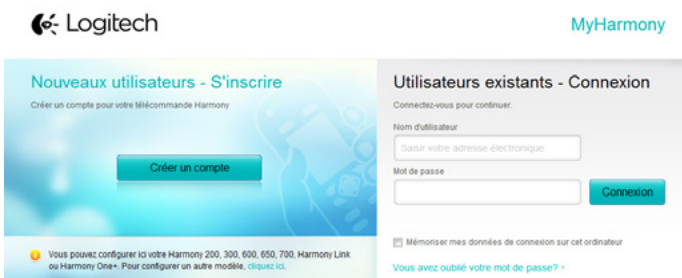 Logitech
MyHarmony
Nouveaux utilisateurs - S'inscrire
Créer un compte pour votre télécommande Harmony
Créer un compte
Vous pouvez configurer ici votre Harmony 200, 300, 600, 650, 700, Harmony Link
ou Harmony One+. Pour configurer un autre modèle, cliquez ici.
Utilisateurs existants - Connexion
Connectez-vous pour continuer.
Nom d'utilisateur
Saisir votre adresse électronique
Mot de passe
Connexion
Mémoriser mes données de connexion sur cet ordinateur
Vous avez oublié votre mot de passe? ›